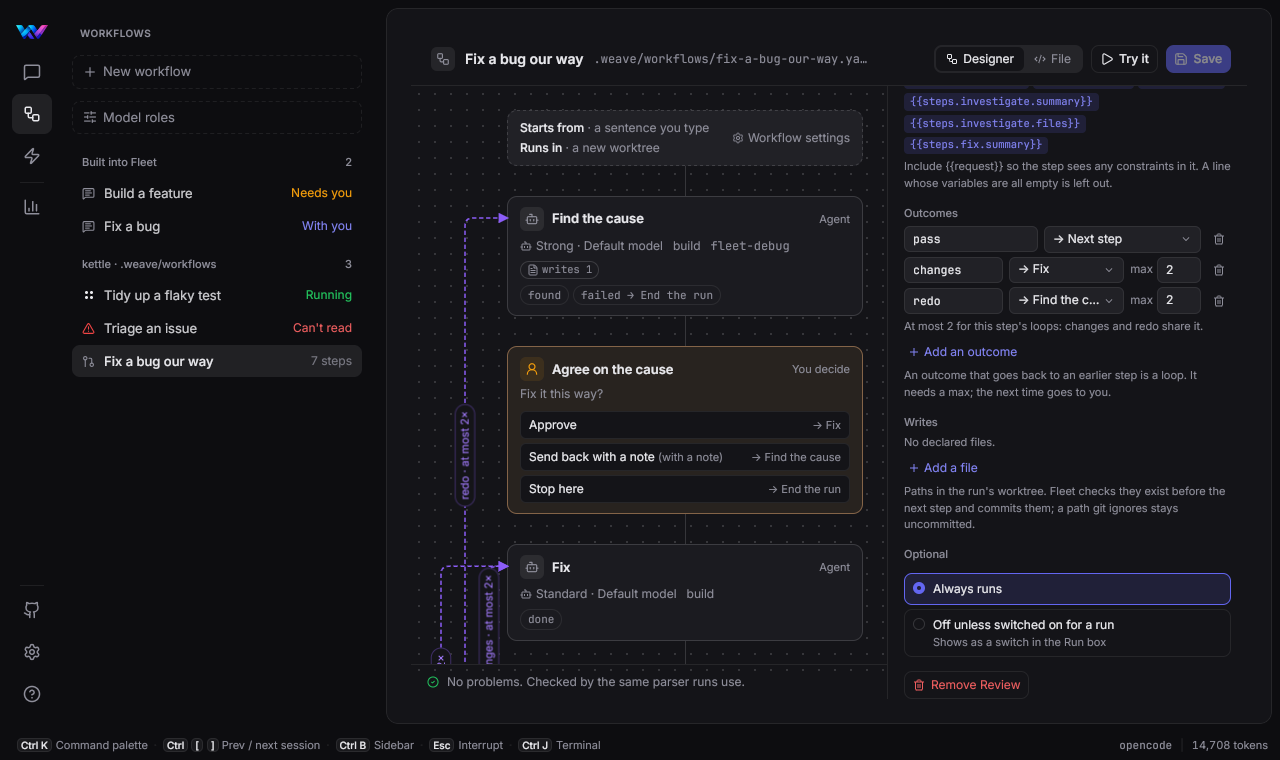 WORKFLOWS
New workflow
Model roles
Built into Fleet 2
Build a feature Needs you
Fix a bug With you
kettle · .weave/workflows 3
Tidy up a flaky test Running
Triage an issue Can't read
Fix a bug our way 7 steps
Fix a bug our way .weave/workflows/fix-a-bug-our-way.ya…
Designer File Try it Save
Starts from · a sentence you type
Runs in · a new worktree
Workflow settings
Find the cause Agent
Strong · Default model build fleet-debug
writes 1
found failed → End the run
redo · at most 2×
Agree on the cause You decide
Fix it this way?
Approve → Fix
Send back with a note (with a note) → Find the cause
Stop here → End the run
Fix Agent
Standard · Default model build
done
nges · at most 2×
No problems. Checked by the same parser runs use.
{{steps.investigate.summary}}
{{steps.investigate.files}}
{{steps.fix.summary}}
Include {{request}} so the step sees any constraints in it. A line
whose variables are all empty is left out.
Outcomes
pass → Next step
changes → Fix max 2
redo → Find the c... max 2
At most 2 for this step's loops: changes and redo share it.
+ Add an outcome
An outcome that goes back to an earlier step is a loop. It
needs a max; the next time goes to you.
Writes
No declared files.
+ Add a file
Paths in the run's worktree. Fleet checks they exist before the
next step and commits them; a path git ignores stays
uncommitted.
Optional
Always runs
Off unless switched on for a run
Shows as a switch in the Run box
Remove Review
Ctrl K Command palette · Ctrl [ ] Prev / next session · Ctrl B Sidebar · Esc Interrupt · Ctrl J Terminal
opencode 14,708 tokens